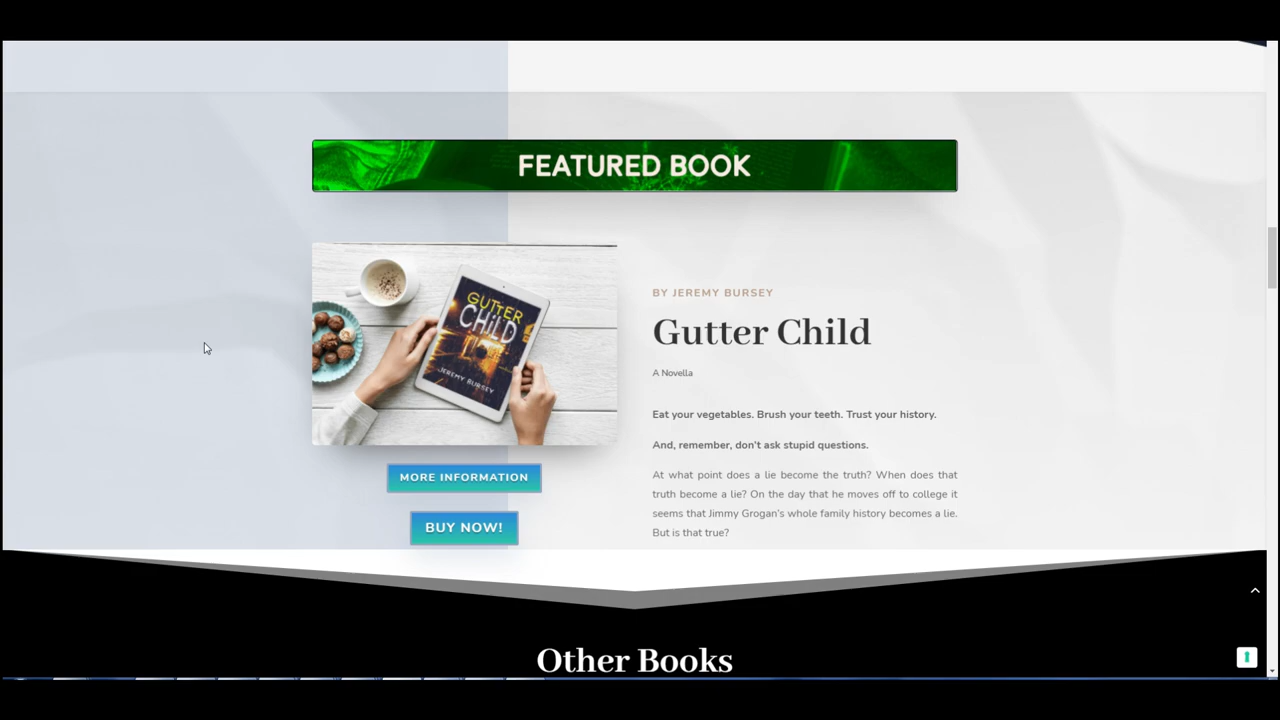 FEATURED BOOK
GUTTER
CHILD
JEREMY BURSEY
BY JEREMY BURSEY
Gutter Child
A Novella
Eat your vegetables. Brush your teeth. Trust your history.
And, remember, don't ask stupid questions.
At what point does a lie become the truth? When does that
truth become a lie? On the day that he moves off to college it
seems that Jimmy Grogan's whole family history becomes a lie.
But is that true?
MORE INFORMATION
BUY NOW!
Other Books